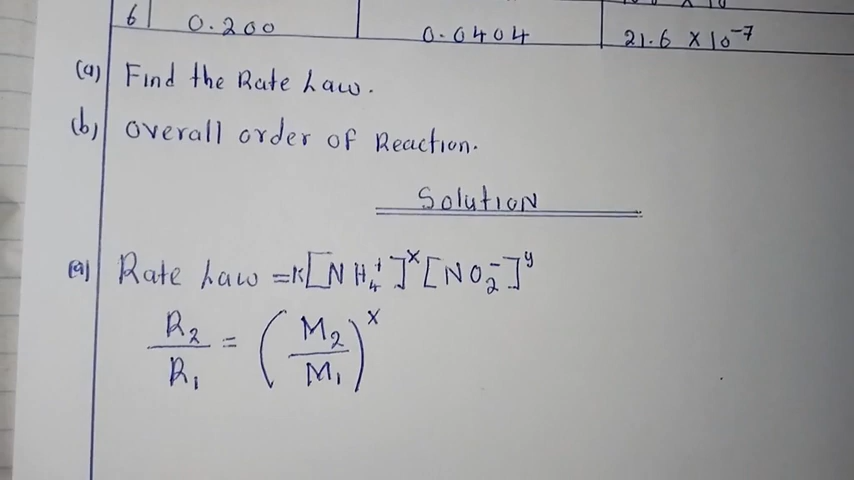 6 0.200 0.0404 21.6 × 10⁻⁷
(a) Find the Rate Law.
(b) Overall order of Reaction.
Solution
(a) Rate Law = K[NH₄⁺]ˣ[NO₂⁻]ʸ
R₂/R₁ = (M₂/M₁)ˣ